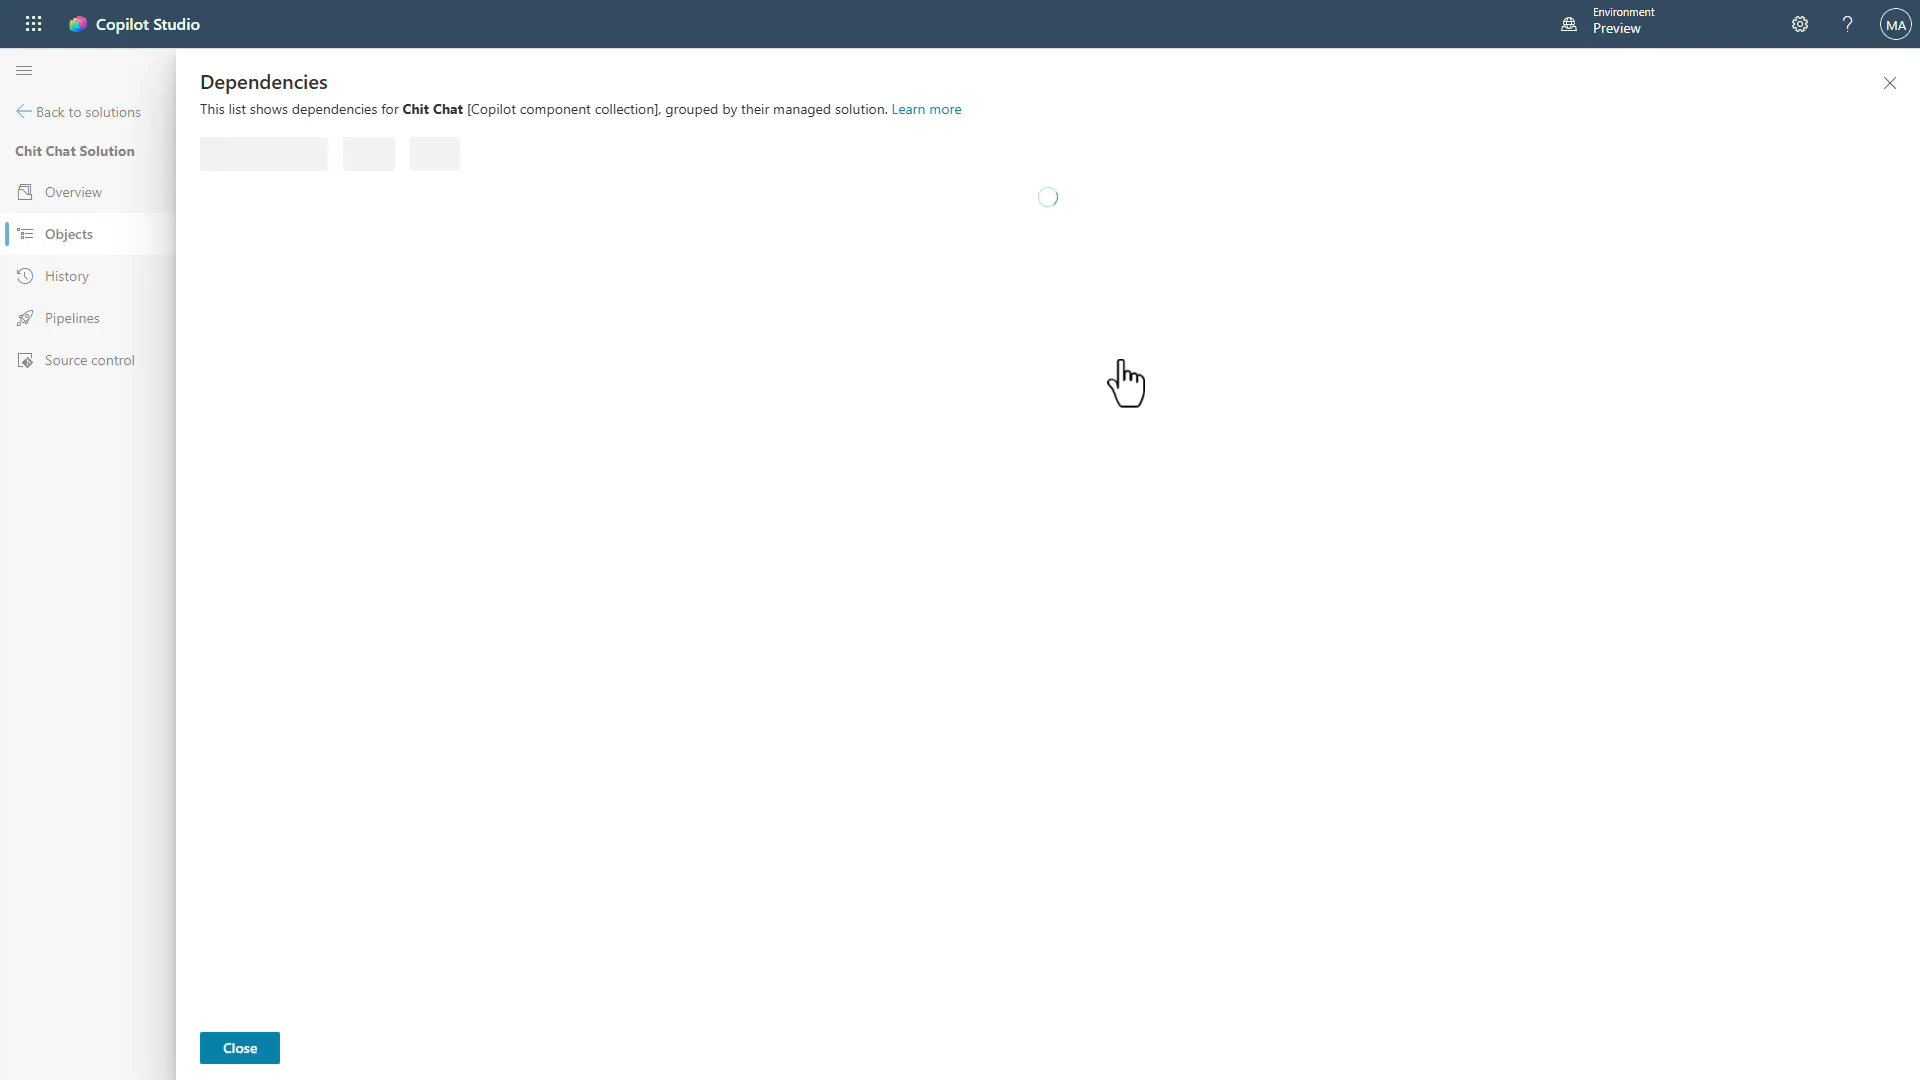 Copilot Studio
Environment
Preview
?
MA
Back to solutions
Chit Chat Solution
Overview
Objects
History
Pipelines
Source control
Dependencies
This list shows dependencies for Chit Chat [Copilot component collection], grouped by their managed solution. Learn more
Close